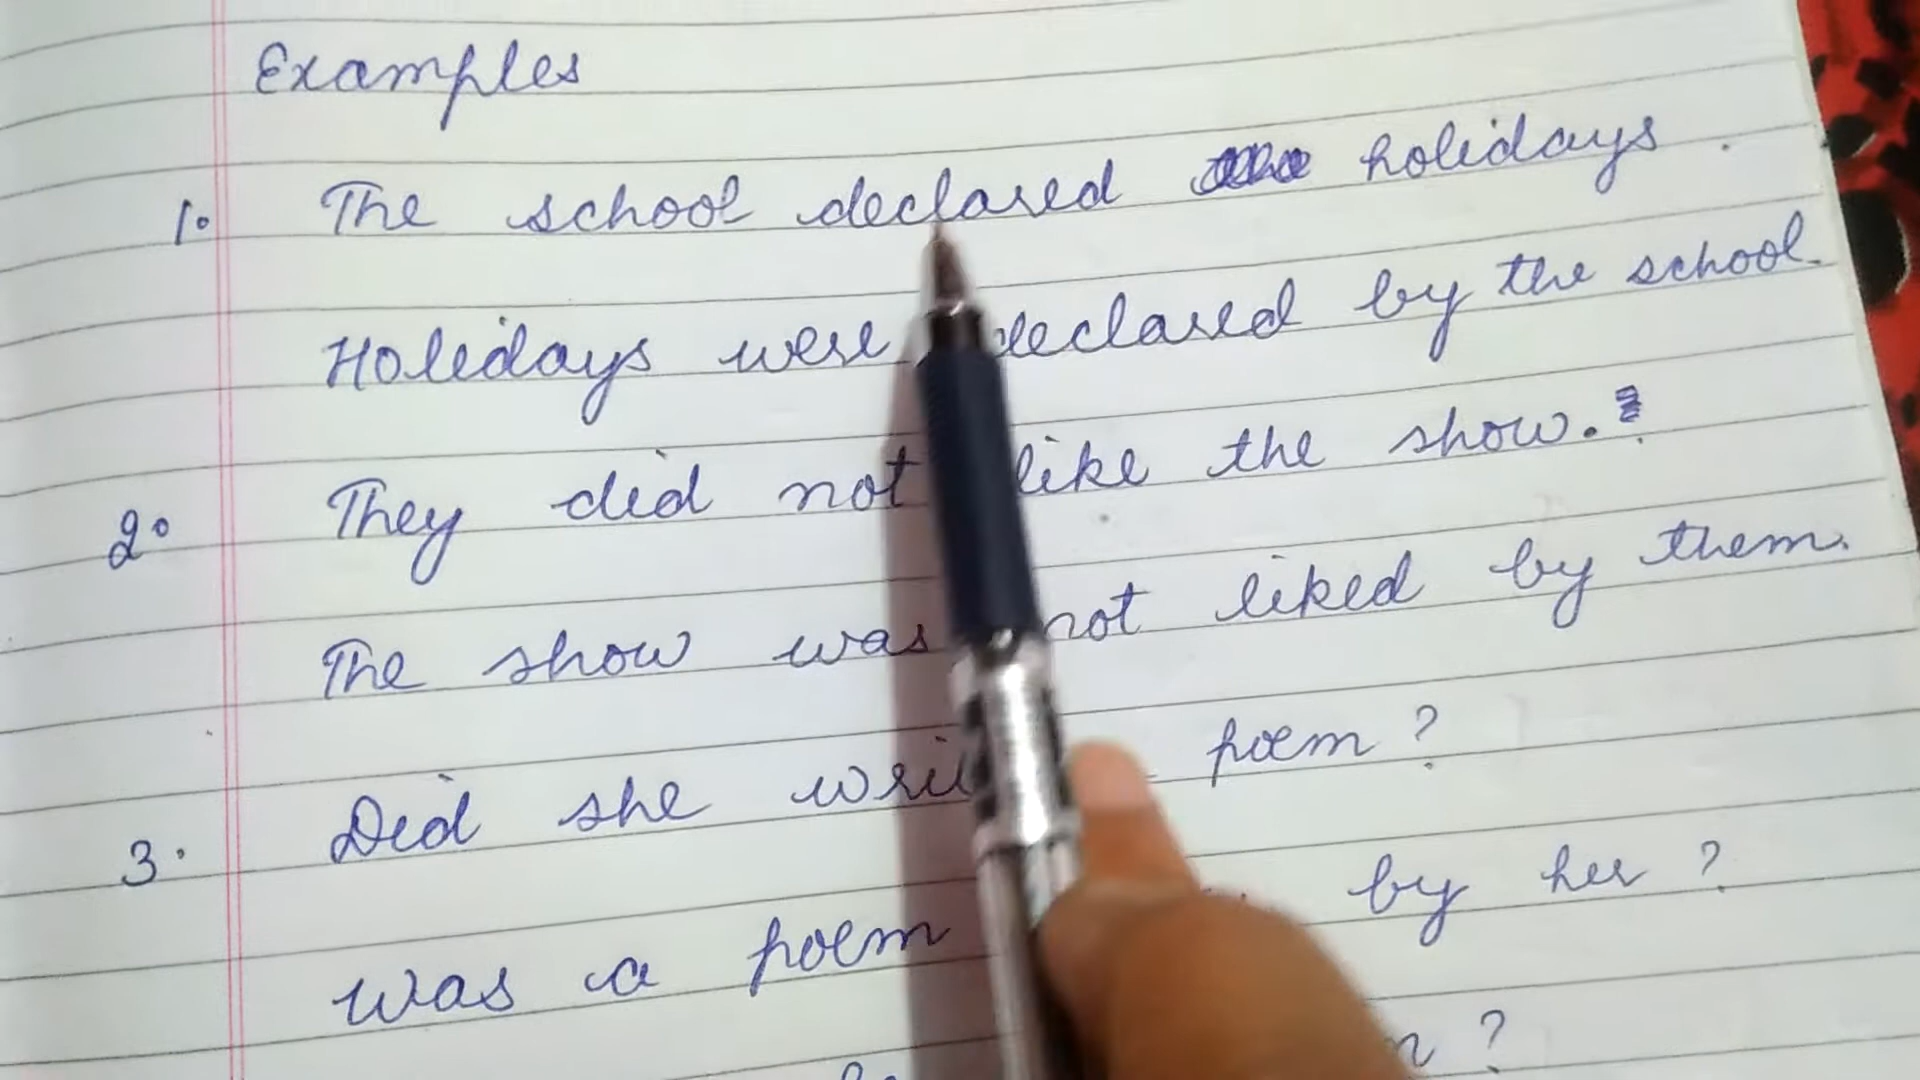 Examples
1. The school declared holidays.
Holidays were declared by the school.
2. They did not like the show.
The show was not liked by them.
3. Did she poem?
Was a poem by her?
?